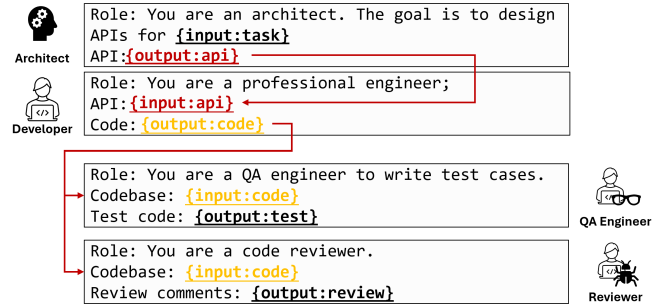 Role: You are an architect. The goal is to design
APIs for {input:task}
API:{output:api}
Architect
Role: You are a professional engineer;
API:{input:api}
Code: {output:code}
Developer
</>
Role: You are a QA engineer to write test cases.
Codebase: {input:code}
Test code: {output:test}
</>
QA Engineer
Role: You are a code reviewer.
Codebase: {input:code}
Review comments: {output:review}
</>
Reviewer